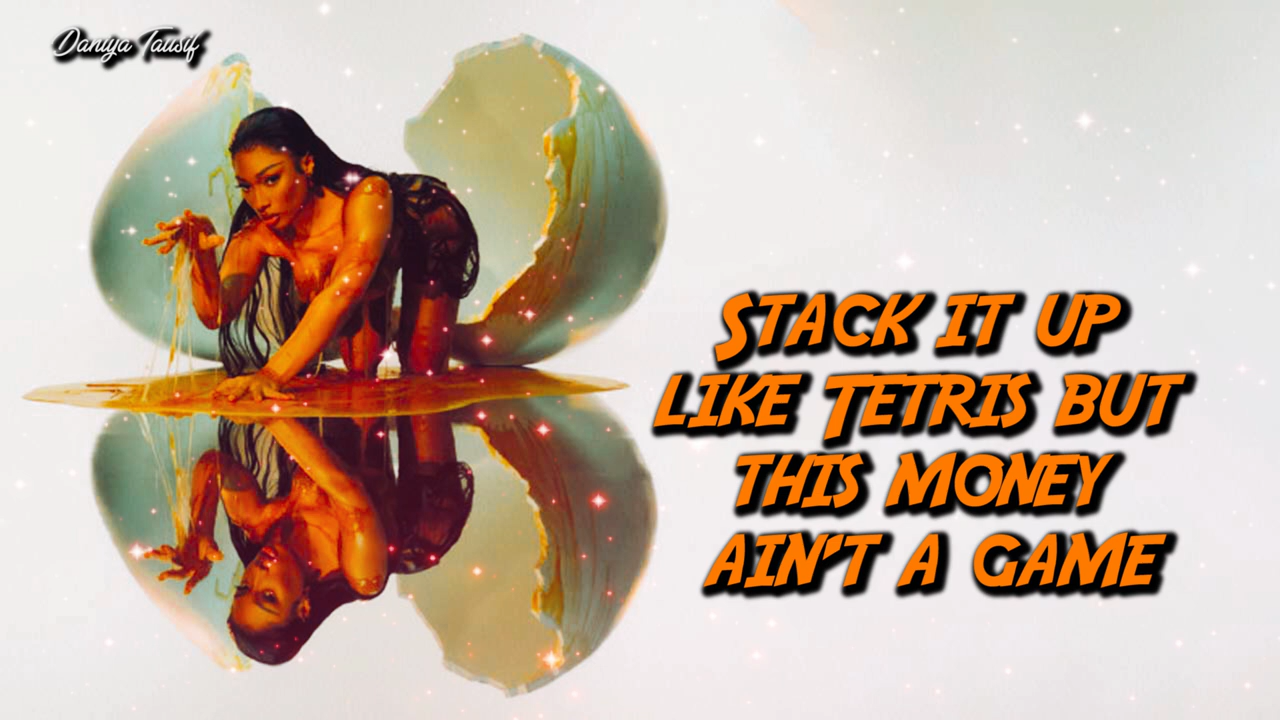 Daniya Tausif
Stack it up
like Tetris but
this money
ain't a game